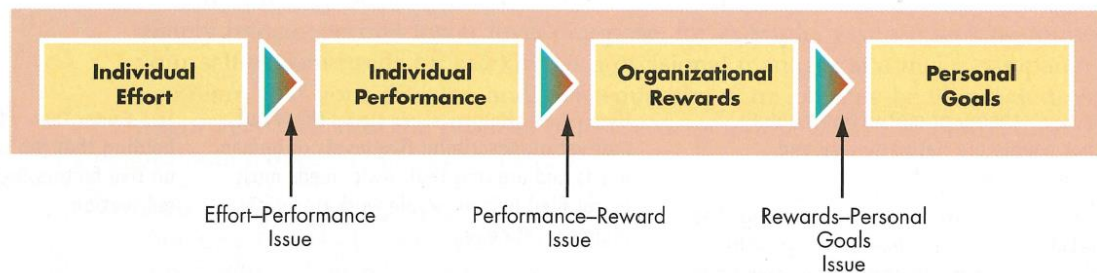 Individual
Effort
Individual
Performance
Organizational
Rewards
Personal
Goals
Effort–Performance
Issue
Performance–Reward
Issue
Rewards–Personal
Goals
Issue